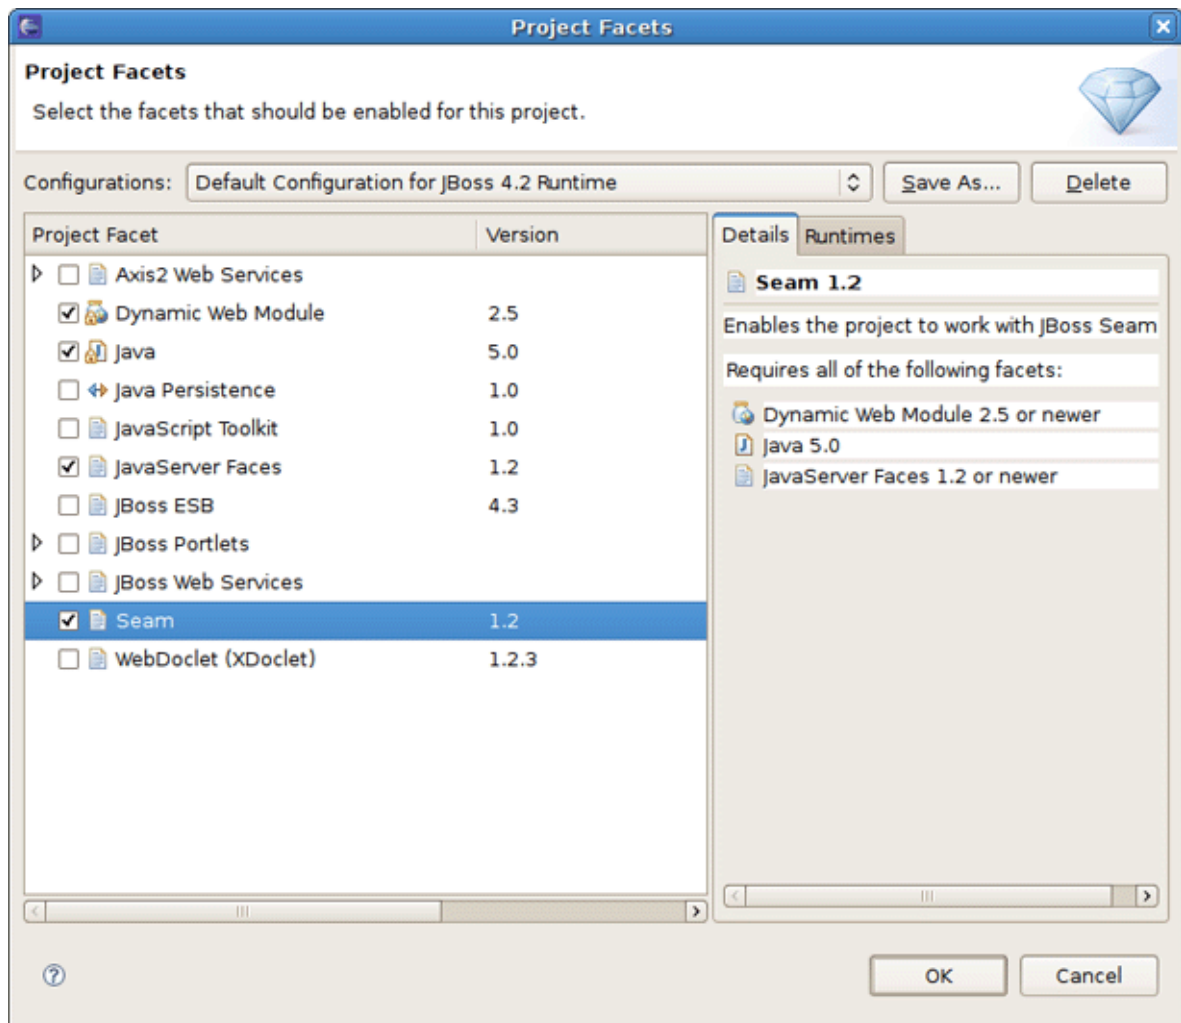 Project Facets
Project Facets
Select the facets that should be enabled for this project.
Configurations: Default Configuration for JBoss 4.2 Runtime Save As... Delete
Project Facet Version
Details Runtimes
Axis2 Web Services
Dynamic Web Module 2.5
Java 5.0
Java Persistence 1.0
JavaScript Toolkit 1.0
JavaServer Faces 1.2
JBoss ESB 4.3
JBoss Portlets
JBoss Web Services
Seam 1.2
WebDoclet (XDoclet) 1.2.3
Seam 1.2
Enables the project to work with JBoss Seam
Requires all of the following facets:
Dynamic Web Module 2.5 or newer
Java 5.0
JavaServer Faces 1.2 or newer
OK Cancel